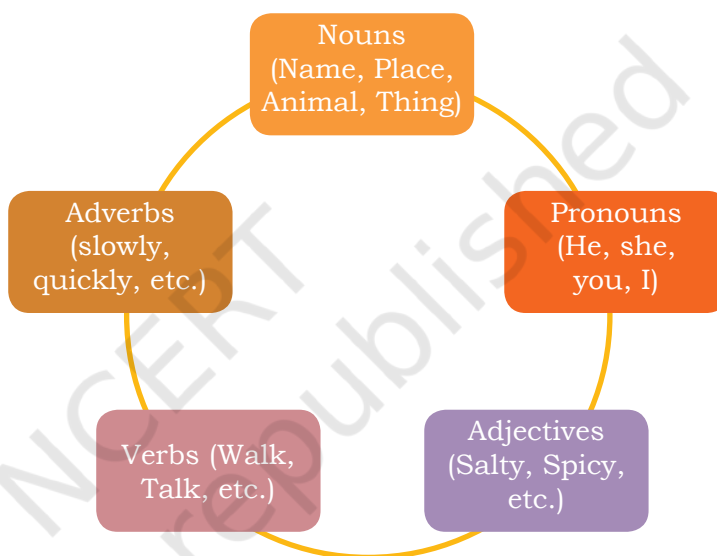 Nouns
(Name, Place,
Animal, Thing)
Pronouns
(He, she,
you, I)
Adjectives
(Salty, Spicy,
etc.)
Verbs (Walk,
Talk, etc.)
Adverbs
(slowly,
quickly, etc.)
NCERT
republished